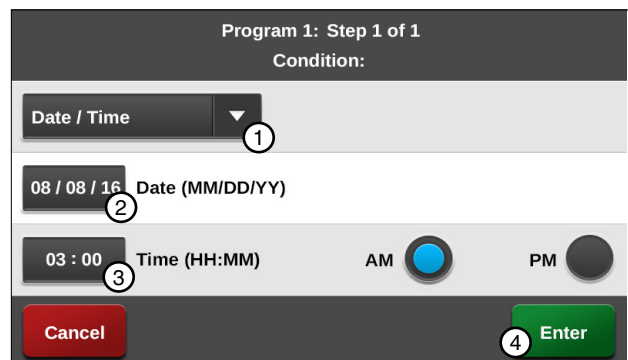 Program 1: Step 1 of 1
Condition:
Date / Time
1
08 / 08 / 16 Date (MM/DD/YY)
2
03 : 00 Time (HH:MM) AM PM
3
Cancel 4 Enter